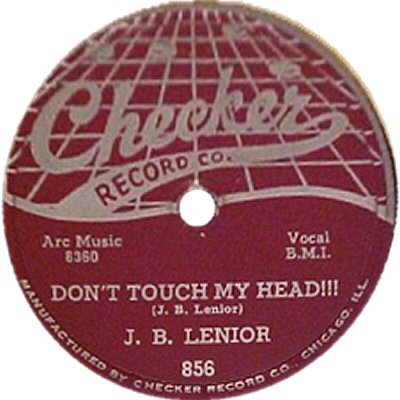 Checker
RECORD CO.
Arc Music
8360
Vocal
B.M.I.
DON'T TOUCH MY HEAD!!!
(J. B. Lenior)
J. B. LENIOR
856
MANUFACTURED BY CHECKER RECORD CO., CHICAGO, ILL.